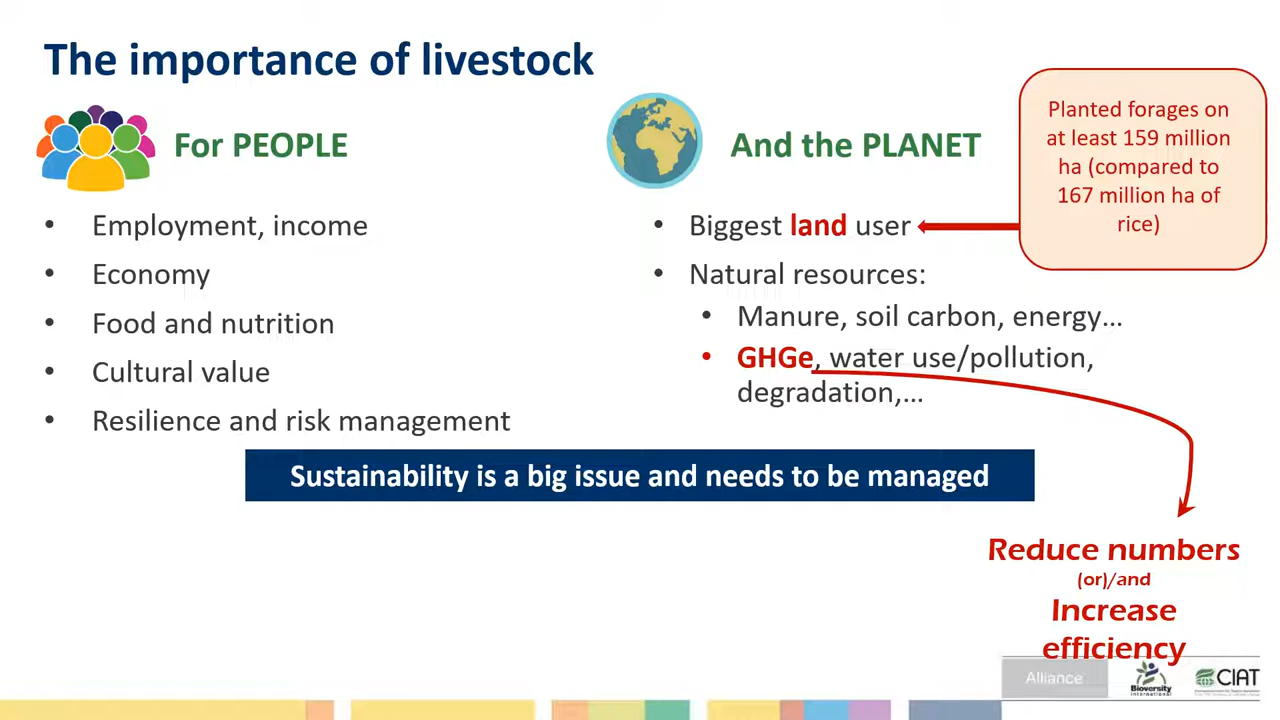 The importance of livestock
For PEOPLE
• Employment, income
• Economy
• Food and nutrition
• Cultural value
• Resilience and risk management
And the PLANET
• Biggest land user
• Natural resources:
• Manure, soil carbon, energy…
• GHGe, water use/pollution,
degradation,…
Planted forages on
at least 159 million
ha (compared to
167 million ha of
rice)
Sustainability is a big issue and needs to be managed
Reduce numbers
(or)/and
Increase
efficiency
Alliance
Bioversity
International
CIAT